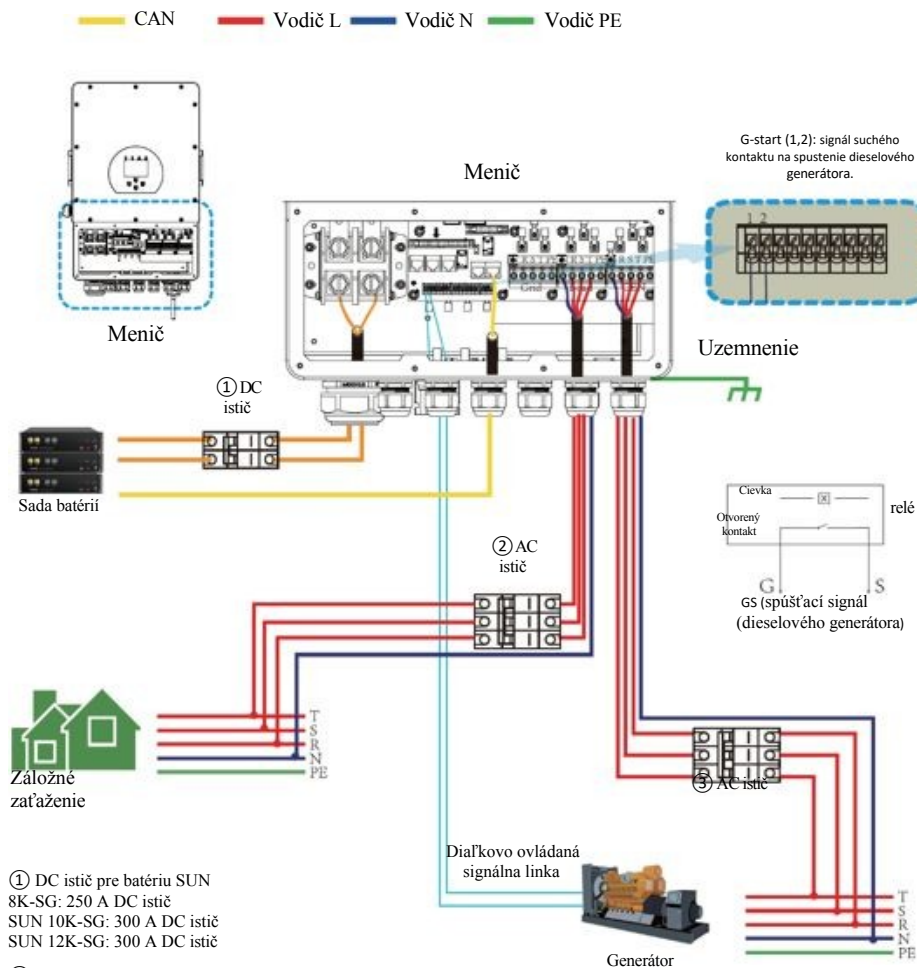 CAN
Vodič L
Vodič N
Vodič PE
G-start (1,2): signál suchého
kontaktu na spustenie dieselového
generátora.
Menič
1 2
Menič
Grid
Uzemnenie
① DC
istič
Sada batérií
Cievka
relé
Otvorený
kontakt
② AC
istič
G
S
GS (spúšťací signál
(dieselového generátora)
T
S
R
N
PE
Záložné
zaťaženie
③ AC istič
Diaľkovo ovládaná
signálna linka
① DC istič pre batériu SUN
8K-SG: 250 A DC istič
SUN 10K-SG: 300 A DC istič
SUN 12K-SG: 300 A DC istič
Generátor
T
S
R
N
PE